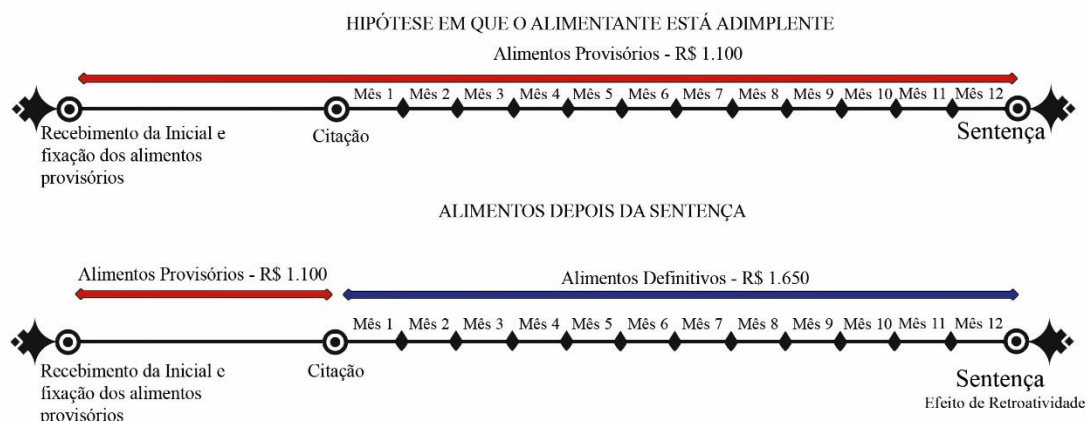 HIPÓTESE EM QUE O ALIMENTANTE ESTÁ ADIMPLENTE
Alimentos Provisórios - R$ 1.100
Mês 1 Mês 2 Mês 3 Mês 4 Mês 5 Mês 6 Mês 7 Mês 8 Mês 9 Mês 10 Mês 11 Mês 12
Recebimento da Inicial e
fixação dos alimentos
provisórios
Citação
Sentença
ALIMENTOS DEPOIS DA SENTENÇA
Alimentos Provisórios - R$ 1.100
Alimentos Definitivos - R$ 1.650
Mês 1 Mês 2 Mês 3 Mês 4 Mês 5 Mês 6 Mês 7 Mês 8 Mês 9 Mês 10 Mês 11 Mês 12
Recebimento da Inicial e
fixação dos alimentos
provisórios
Citação
Sentença
Efeito de Retroatividade